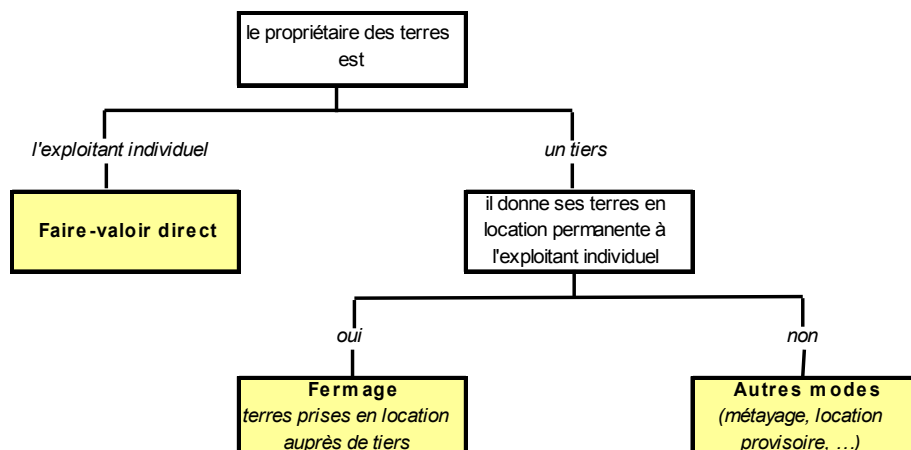 le propriétaire des terres
est
l'exploitant individuel
un tiers
Faire-valoir direct
il donne ses terres en
location permanente à
l'exploitant individuel
oui
non
Fermage
terres prises en location
auprès de tiers
Autres modes
(métayage, location
provisoire, …)